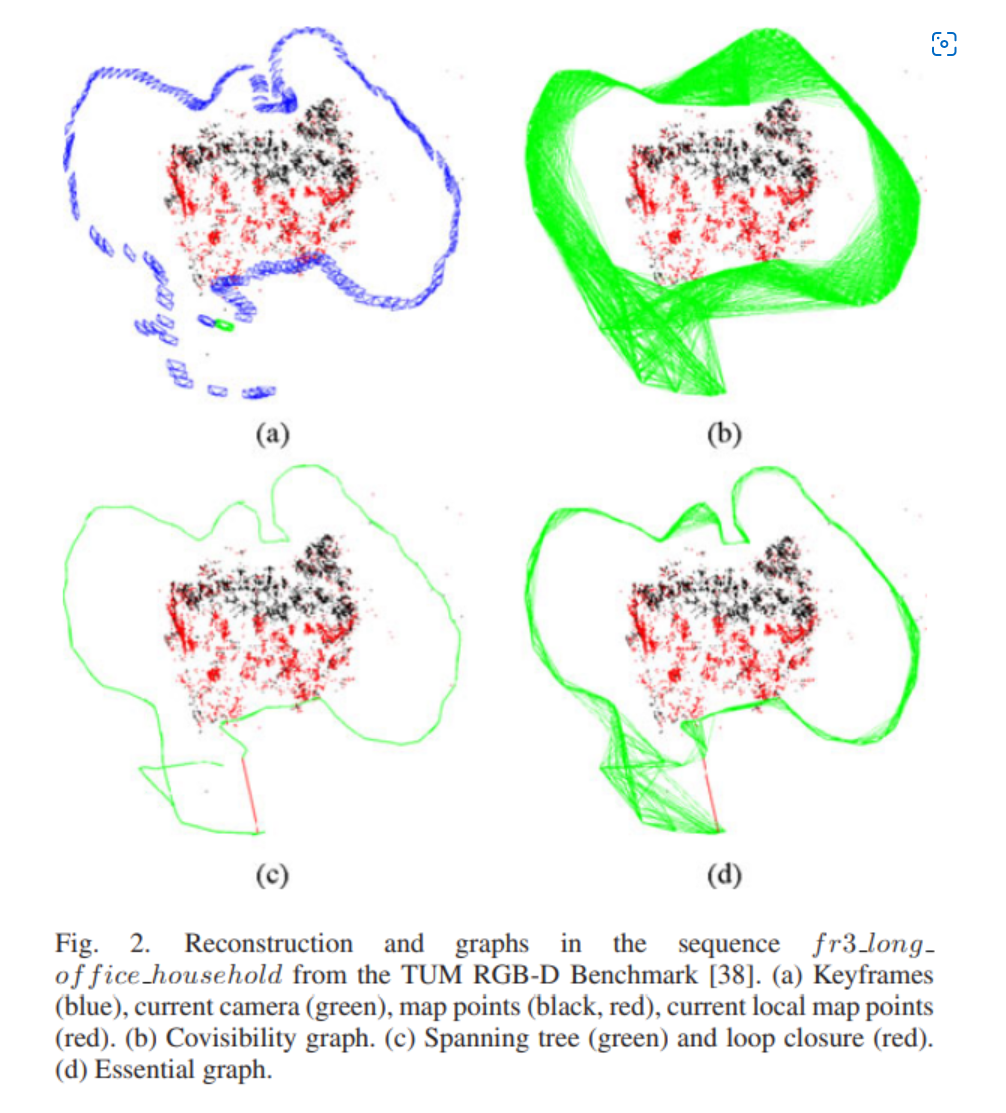 (a) (b)
(c) (d)
Fig. 2. Reconstruction and graphs in the sequence fr3_long_
office_household from the TUM RGB-D Benchmark [38]. (a) Keyframes
(blue), current camera (green), map points (black, red), current local map points
(red). (b) Covisibility graph. (c) Spanning tree (green) and loop closure (red).
(d) Essential graph.